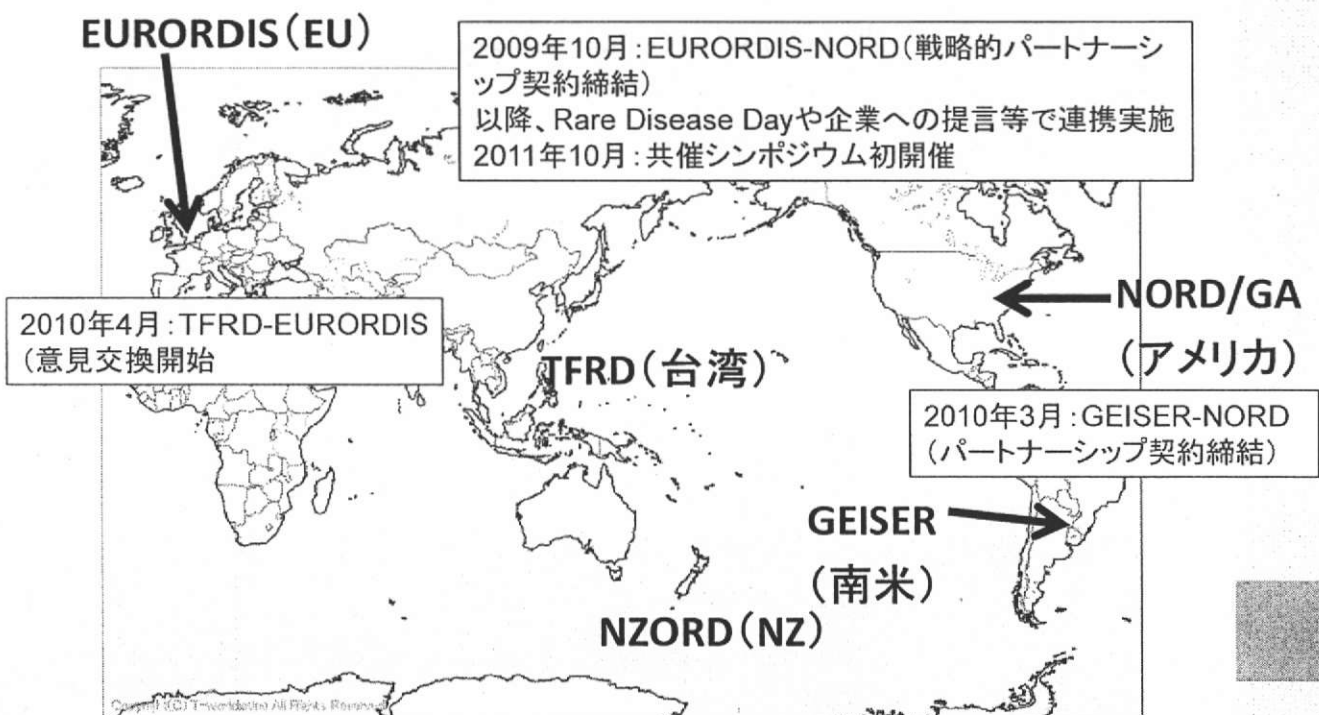 EURORDIS(EU)
2009年10月:EURORDIS-NORD(戦略的パートナーシ
ップ契約締結)
以降、Rare Disease Dayや企業への提言等で連携実施
2011年10月:共催シンポジウム初開催
NORD/GA
(アメリカ)
2010年4月:TFRD-EURORDIS
(意見交換開始
TFRD(台湾)
2010年3月:GEISER-NORD
(パートナーシップ契約締結)
GEISER
(南米)
NZORD(NZ)
All Rights Reserved